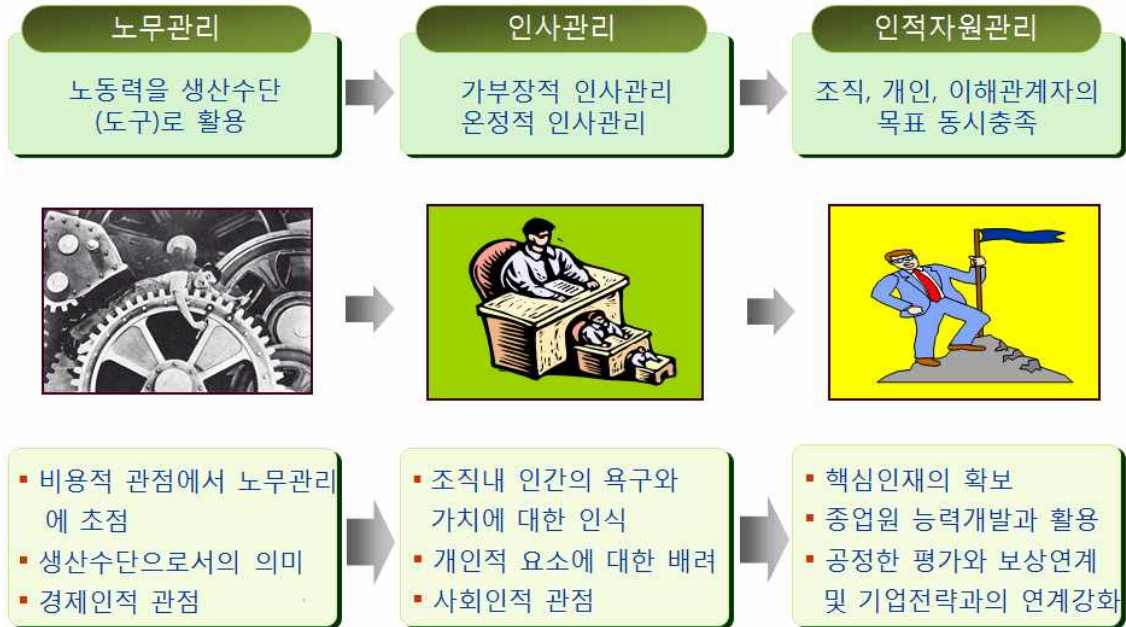 노무관리
노동력을 생산수단
(도구)로 활용
인사관리
가부장적 인사관리
온정적 인사관리
인적자원관리
조직, 개인, 이해관계자의
목표 동시충족
▪ 비용적 관점에서 노무관리
에 초점
▪ 생산수단으로서의 의미
▪ 경제인적 관점
▪ 조직내 인간의 욕구와
가치에 대한 인식
▪ 개인적 요소에 대한 배려
▪ 사회인적 관점
▪ 핵심인재의 확보
▪ 종업원 능력개발과 활용
▪ 공정한 평가와 보상연계
및 기업전략과의 연계강화